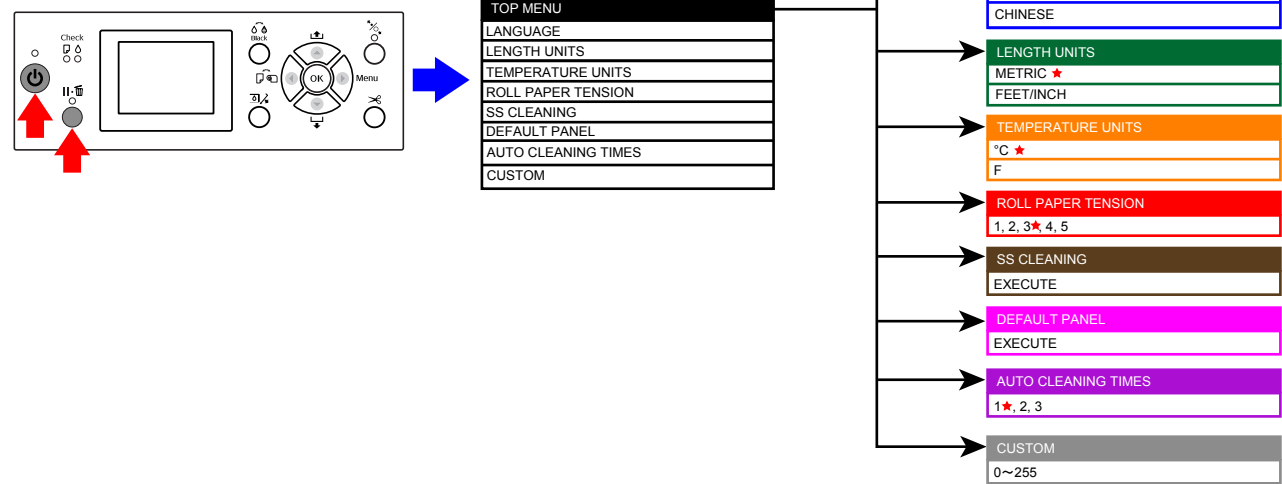 Check
Black
OK
Menu
TOP MENU
LANGUAGE
LENGTH UNITS
TEMPERATURE UNITS
ROLL PAPER TENSION
SS CLEANING
DEFAULT PANEL
AUTO CLEANING TIMES
CUSTOM
CHINESE
LENGTH UNITS
METRIC ★
FEET/INCH
TEMPERATURE UNITS
°C ★
F
ROLL PAPER TENSION
1, 2, 3★, 4, 5
SS CLEANING
EXECUTE
DEFAULT PANEL
EXECUTE
AUTO CLEANING TIMES
1★, 2, 3
CUSTOM
0～255